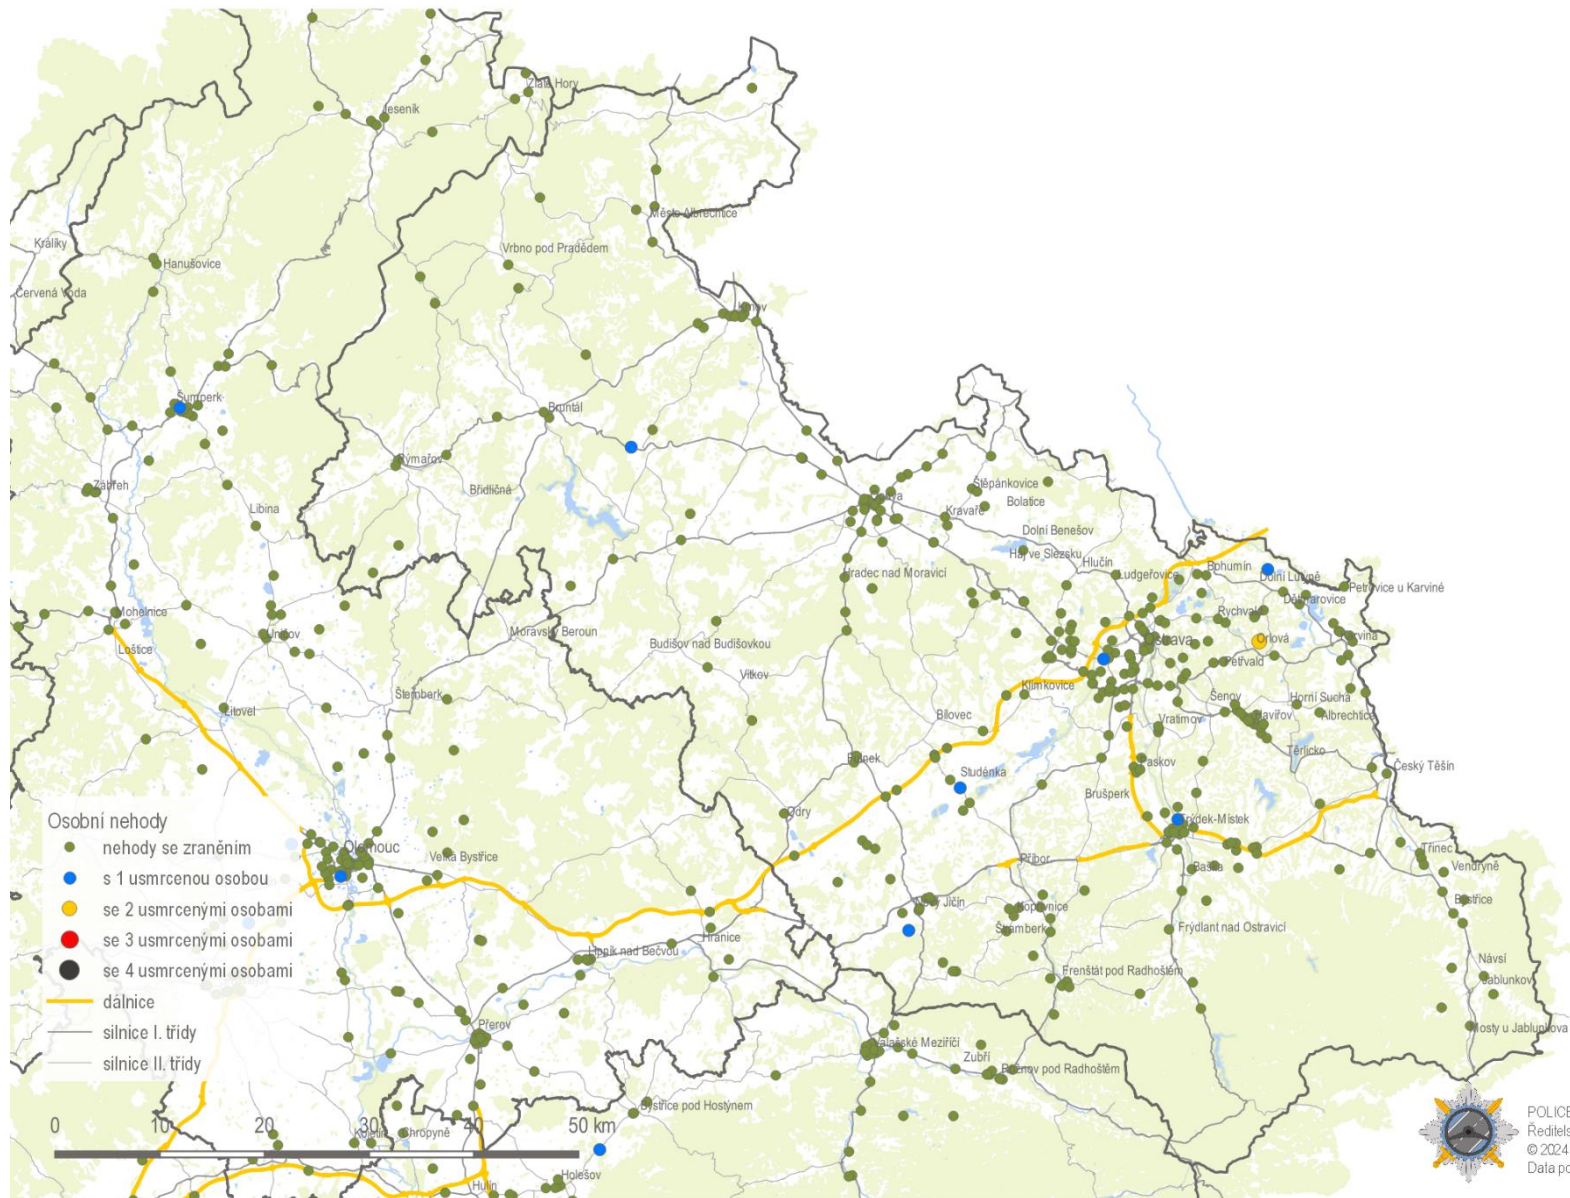 Zlaté Hory
Jeseník
Město Albrechtice
Králíky
Vrbno pod Pradědem
Hanušovice
Červená Voda
Krnov
Šumperk
Bruntál
Rýmařov
Zábřeh
Břidličná
Štěpánkovice
Bolatice
Libina
Kravaře
Dolní Benešov
Háj ve Slezsku
Hlučín
Hradec nad Moravicí
Ludgeřovice
Bohumín
Dolní Lutyně
Petrovice u Karviné
Dětmarovice
Mohelnice
Rychvald
Uničov
Moravský Beroun
Orlová
Karviná
Loštice
Budišov nad Budišovkou
Petřvald
Vítkov
Klimkovice
Šternberk
Šenov
Horní Suchá
Litovel
Bílovec
Vratimov
Havířov
Albrechtice
Těrlicko
Fulnek
Paskov
Český Těšín
Studénka
Brušperk
Odry
Frýdek-Místek
Osobní nehody
nehody se zraněním
Olomouc
Velká Bystřice
Příbor
Třinec
Baška
Vendryně
s 1 usmrcenou osobou
Nový Jičín
Kopřivnice
Bystřice
se 2 usmrcenými osobami
Štramberk
Frýdlant nad Ostravicí
se 3 usmrcenými osobami
Hranice
Lipník nad Bečvou
Návsí
se 4 usmrcenými osobami
Frenštát pod Radhoštěm
Jablunkov
dálnice
silnice I. třídy
Přerov
Mosty u Jablunkova
Valašské Meziříčí
Zubří
silnice II. třídy
Rožnov pod Radhoštěm
Bystřice pod Hostýnem
0 10 20 30 40 50 km
Kojetín
Chropyně
Holešov
Hulín
POLICE
Ředitels
© 2024
Data po